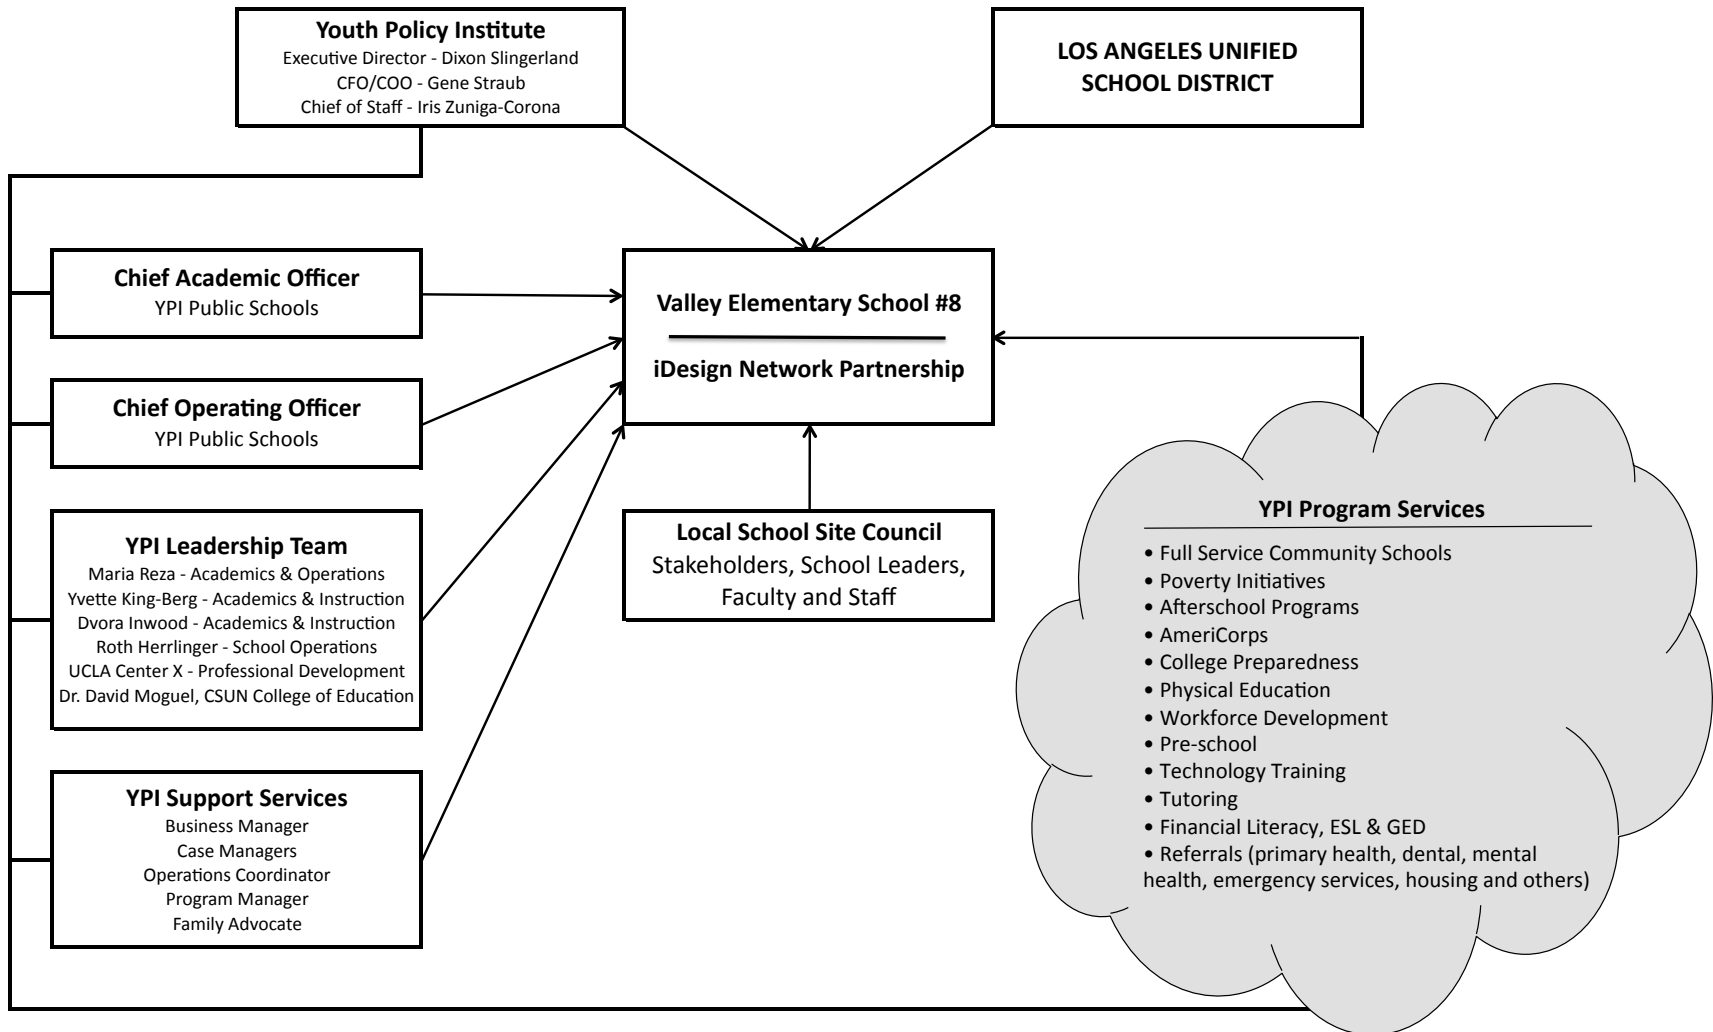 Youth Policy Institute
Executive Director - Dixon Slingerland
CFO/COO - Gene Straub
Chief of Staff - Iris Zuniga-Corona
LOS ANGELES UNIFIED
SCHOOL DISTRICT
Chief Academic Officer
YPI Public Schools
Valley Elementary School #8
iDesign Network Partnership
Chief Operating Officer
YPI Public Schools
YPI Leadership Team
Maria Reza - Academics & Operations
Yvette King-Berg - Academics & Instruction
Dvora Inwood - Academics & Instruction
Roth Herrlinger - School Operations
UCLA Center X - Professional Development
Dr. David Moguel, CSUN College of Education
Local School Site Council
Stakeholders, School Leaders,
Faculty and Staff
YPI Support Services
Business Manager
Case Managers
Operations Coordinator
Program Manager
Family Advocate
YPI Program Services
• Full Service Community Schools
• Poverty Initiatives
• Afterschool Programs
• AmeriCorps
• College Preparedness
• Physical Education
• Workforce Development
• Pre-school
• Technology Training
• Tutoring
• Financial Literacy, ESL & GED
• Referrals (primary health, dental, mental
health, emergency services, housing and others)